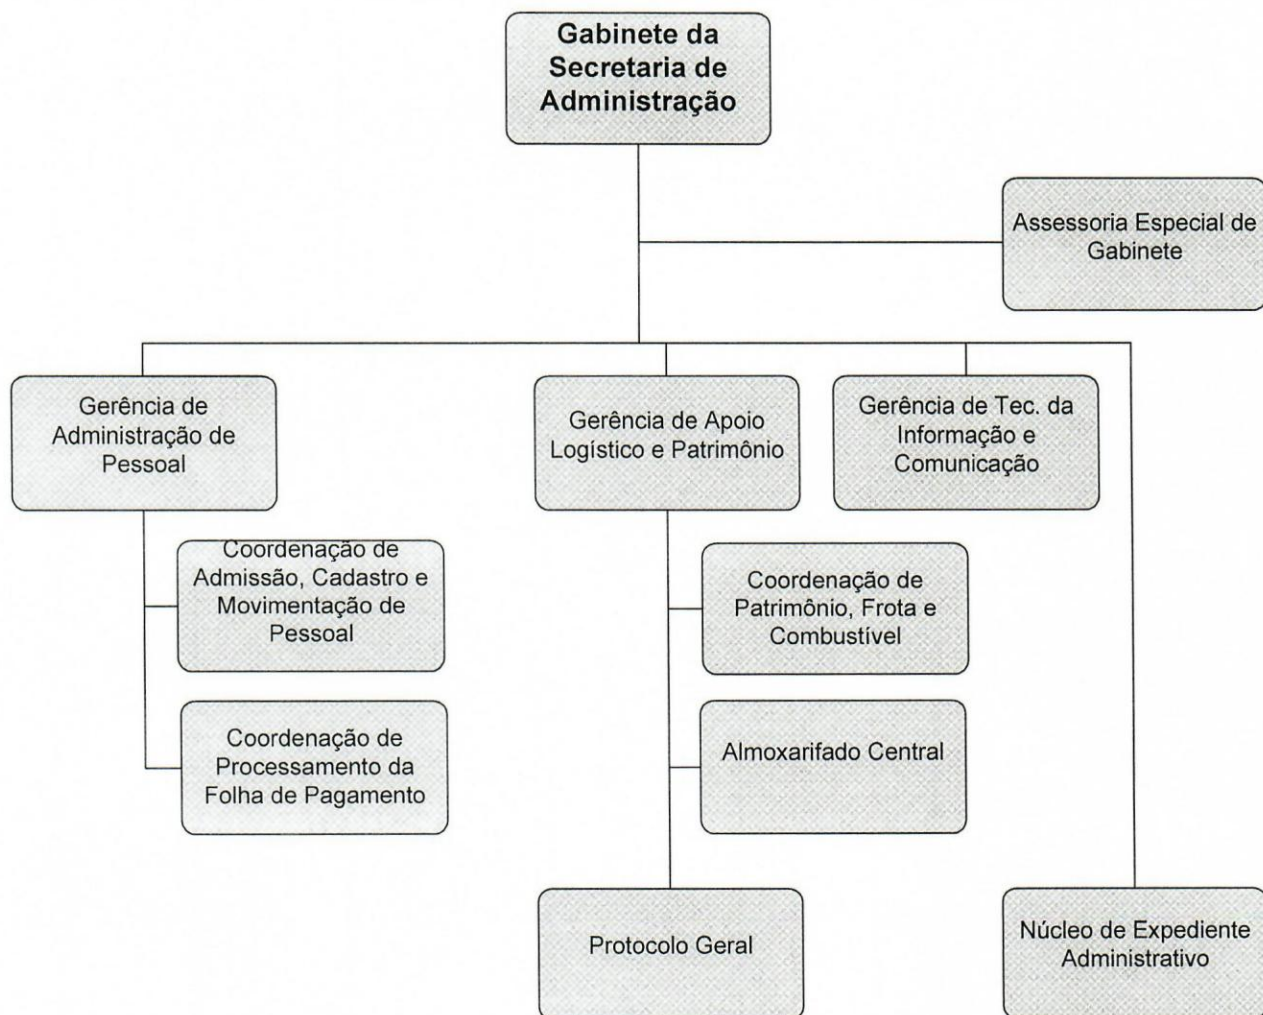 Gabinete da
Secretaria de
Administração
Assessoria Especial de
Gabinete
Gerência de
Administração de
Pessoal
Gerência de Apoio
Logístico e Patrimônio
Gerência de Tec. da
Informação e
Comunicação
Coordenação de
Admissão, Cadastro e
Movimentação de
Pessoal
Coordenação de
Patrimônio, Frota e
Combustível
Coordenação de
Processamento da
Folha de Pagamento
Almoxarifado Central
Protocolo Geral
Núcleo de Expediente
Administrativo